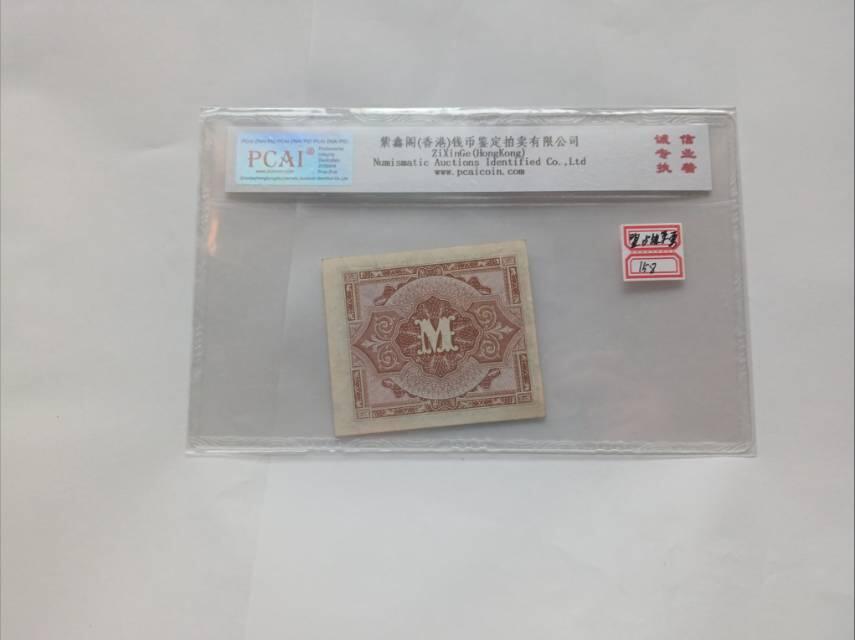 PCAI®
紫鑫阁(香港)钱币鉴定拍卖有限公司
ZiXinGe(HongKong)
Numismatic Auctions Identified Co.,Ltd
www.pcaicoin.com
诚信
专业
执着
158
M